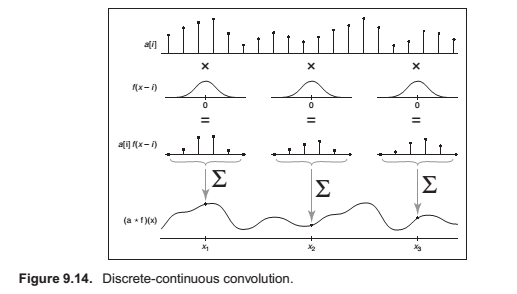 a[i]
× × ×
f(x – i)
0 0 0
= = =
a[i] f(x – i)
Σ Σ Σ
(a ⋆ f)(x)
x₁ x₂ x₃
Figure 9.14. Discrete-continuous convolution.